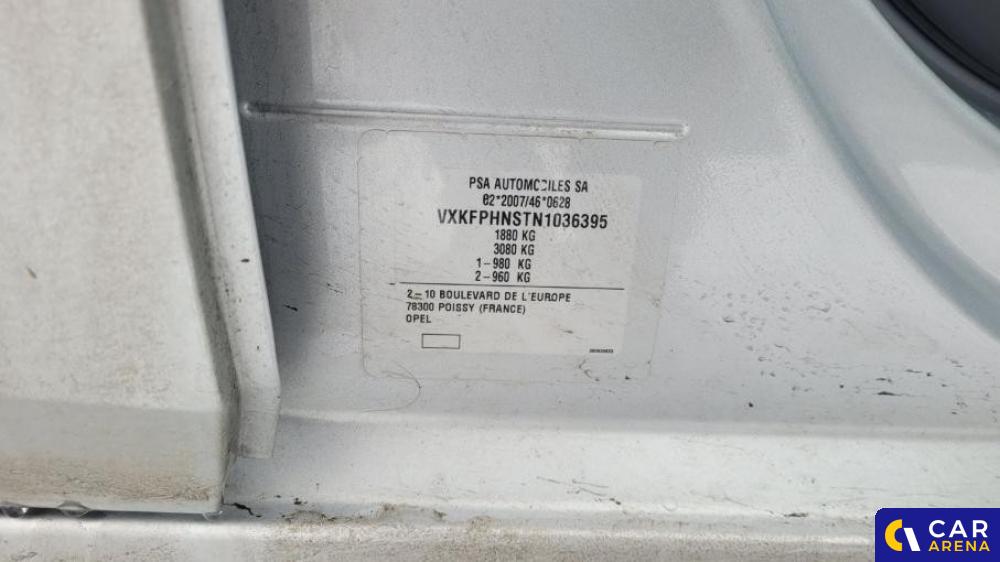 PSA AUTOMOBILES SA
e2*2007/46*0628
VXKFPHNSTN1036395
1880 KG
3080 KG
1-980 KG
2-960 KG
2-10 BOULEVARD DE L'EUROPE
78300 POISSY (FRANCE)
OPEL
CAR
ARENA